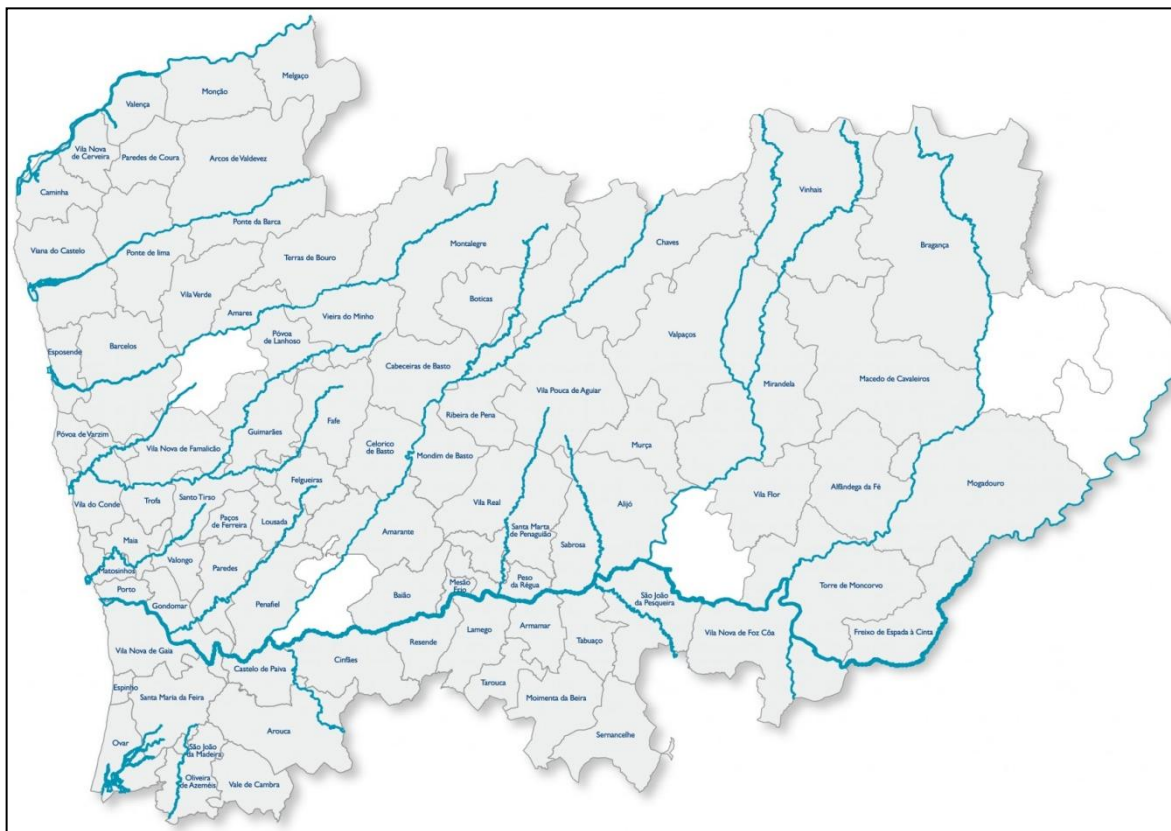 Melgaço
Monção
Valença
Vila Nova
de Cerveira
Paredes de Coura
Arcos de Valdevez
Caminha
Vinhais
Ponte da Barca
Viana do Castelo
Ponte de lima
Montalegre
Chaves
Bragança
Terras de Bouro
Vila Verde
Boticas
Amares
Vieira do Minho
Póvoa
de Lanhoso
Valpaços
Esposende
Barcelos
Cabeceiras de Basto
Vila Pouca de Aguiar
Mirandela
Macedo de Cavaleiros
Ribeira de Pena
Póvoa de Varzim
Vila Nova de Famalicão
Guimarães
Fafe
Celorico
de Basto
Mondim de Basto
Murça
Felgueiras
Vila do Conde
Trofa
Santo Tirso
Vila Real
Alijó
Vila Flor
Alfândega da Fé
Mogadouro
Paços
de Ferreira
Lousada
Maia
Santa Marta
de Penaguião
Sabrosa
Amarante
Valongo
Paredes
Matosinhos
Porto
Gondomar
Penafiel
Baião
Mesão
Frio
Peso
da Régua
São João
da Pesqueira
Torre de Moncorvo
Vila Nova de Gaia
Castelo de Paiva
Cinfães
Resende
Lamego
Armamar
Tabuaço
Vila Nova de Foz Côa
Freixo de Espada à Cinta
Espinho
Santa Maria da Feira
Tarouca
Moimenta da Beira
Arouca
Sernancelhe
Ovar
São João
da Madeira
Oliveira
de Azeméis
Vale de Cambra